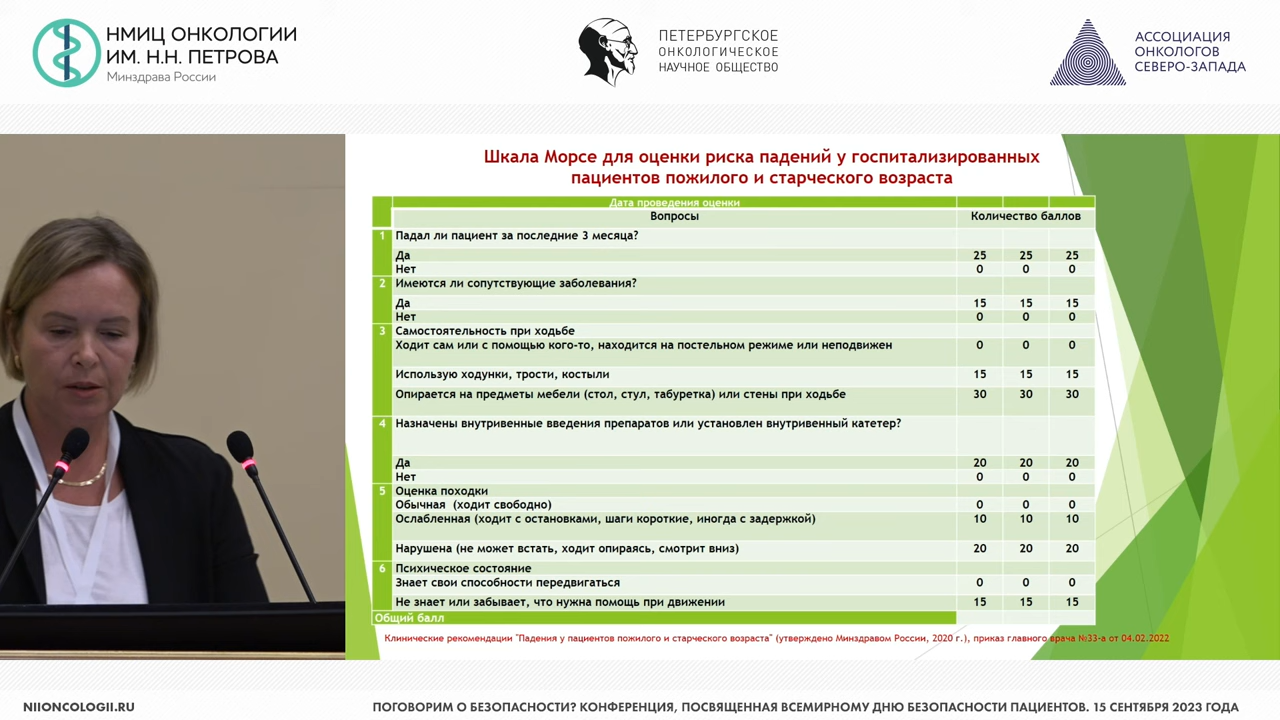 НМИЦ ОНКОЛОГИИ
ИМ. Н.Н. ПЕТРОВА
Минздрава России
ПЕТЕРБУРГСКОЕ
ОНКОЛОГИЧЕСКОЕ
НАУЧНОЕ ОБЩЕСТВО
АССОЦИАЦИЯ
ОНКОЛОГОВ
СЕВЕРО-ЗАПАДА
Шкала Морсе для оценки риска падений у госпитализированных
пациентов пожилого и старческого возраста
Дата проведения оценки
Вопросы Количество баллов
1 Падал ли пациент за последние 3 месяца?
Да 25 25 25
Нет 0 0 0
2 Имеются ли сопутствующие заболевания?
Да 15 15 15
Нет 0 0 0
3 Самостоятельность при ходьбе
Ходит сам или с помощью кого-то, находится на постельном режиме или неподвижен 0 0 0
Использую ходунки, трости, костыли 15 15 15
Опирается на предметы мебели (стол, стул, табуретка) или стены при ходьбе 30 30 30
4 Назначены внутривенные введения препаратов или установлен внутривенный катетер?
Да 20 20 20
Нет 0 0 0
5 Оценка походки
Обычная (ходит свободно) 0 0 0
Ослабленная (ходит с остановками, шаги короткие, иногда с задержкой) 10 10 10
Нарушена (не может встать, ходит опираясь, смотрит вниз) 20 20 20
6 Психическое состояние
Знает свои способности передвигаться 0 0 0
Не знает или забывает, что нужна помощь при движении 15 15 15
Общий балл
Клинические рекомендации "Падения у пациентов пожилого и старческого возраста" (утверждено Минздравом России, 2020 г.), приказ главного врача №33-а от 04.02.2022
NIIONCOLOGII.RU
ПОГОВОРИМ О БЕЗОПАСНОСТИ? КОНФЕРЕНЦИЯ, ПОСВЯЩЕННАЯ ВСЕМИРНОМУ ДНЮ БЕЗОПАСНОСТИ ПАЦИЕНТОВ. 15 СЕНТЯБРЯ 2023 ГОДА